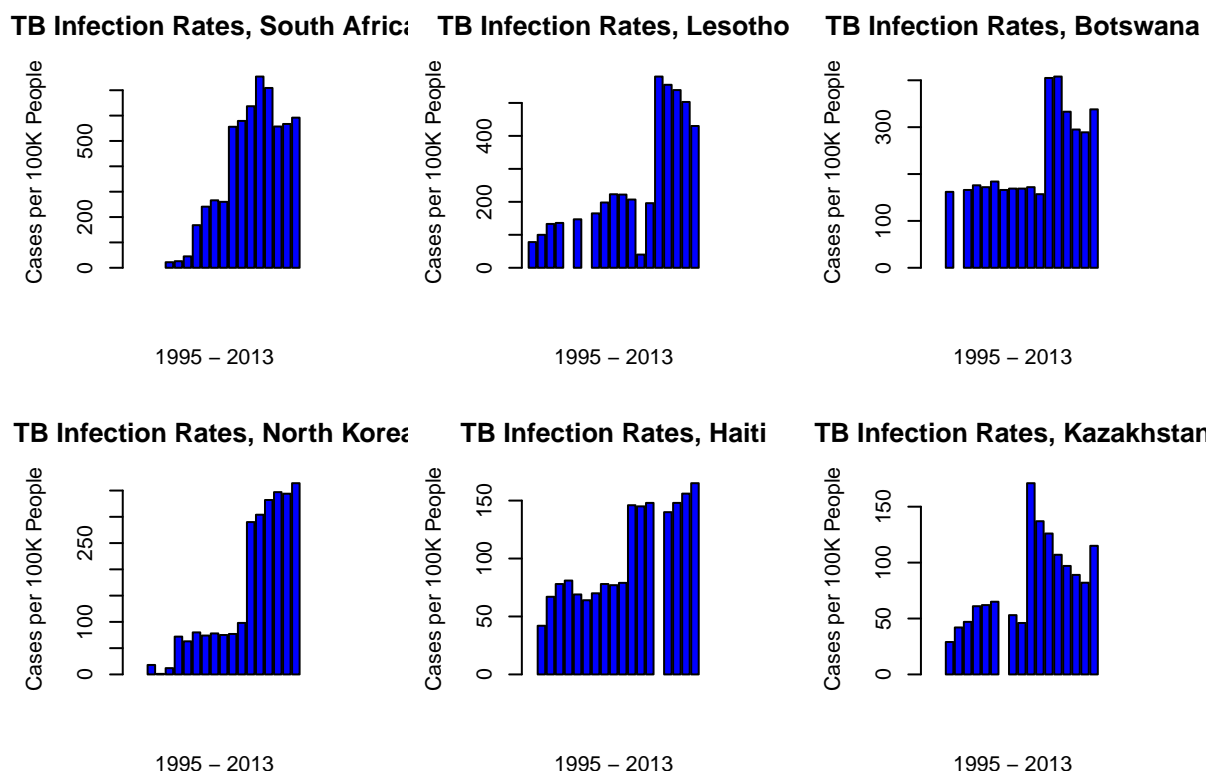 TB Infection Rates, South Africa
Cases per 100K People
0
200
500
1995 – 2013
TB Infection Rates, Lesotho
Cases per 100K People
0
200
400
1995 – 2013
TB Infection Rates, Botswana
Cases per 100K People
0
100
300
1995 – 2013
TB Infection Rates, North Korea
Cases per 100K People
0
100
250
1995 – 2013
TB Infection Rates, Haiti
Cases per 100K People
0
50
100
150
1995 – 2013
TB Infection Rates, Kazakhstan
Cases per 100K People
0
50
100
150
1995 – 2013